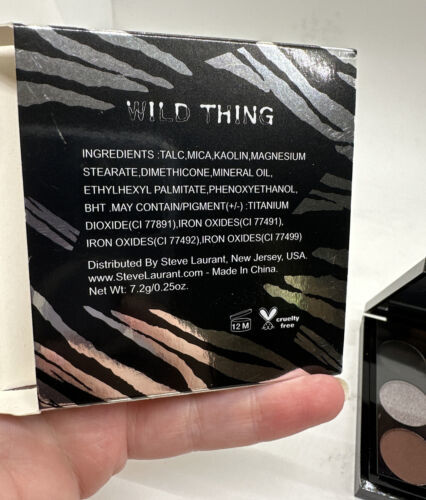 WILD THING
INGREDIENTS :TALC,MICA,KAOLIN,MAGNESIUM
STEARATE,DIMETHICONE,MINERAL OIL,
ETHYLHEXYL PALMITATE,PHENOXYETHANOL,
BHT .MAY CONTAIN/PIGMENT(+/-) :TITANIUM
DIOXIDE(CI 77891),IRON OXIDES(CI 77491),
IRON OXIDES(CI 77492),IRON OXIDES(CI 77499)
Distributed By Steve Laurant, New Jersey, USA.
www.SteveLaurant.com - Made In China.
Net Wt: 7.2g/0.25oz.
12 M
cruelty
free